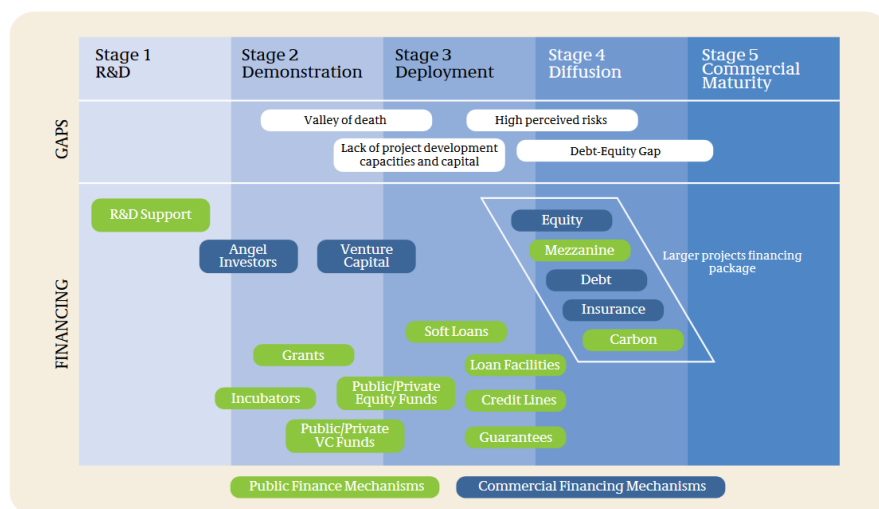 Stage 1
R&D
Stage 2
Demonstration
Stage 3
Deployment
Stage 4
Diffusion
Stage 5
Commercial
Maturity
GAPS
Valley of death
High perceived risks
Lack of project development
capacities and capital
Debt-Equity Gap
FINANCING
R&D Support
Angel
Investors
Venture
Capital
Equity
Mezzanine
Debt
Insurance
Carbon
Larger projects financing
package
Soft Loans
Grants
Loan Facilities
Incubators
Public/Private
Equity Funds
Credit Lines
Public/Private
VC Funds
Guarantees
Public Finance Mechanisms
Commercial Financing Mechanisms